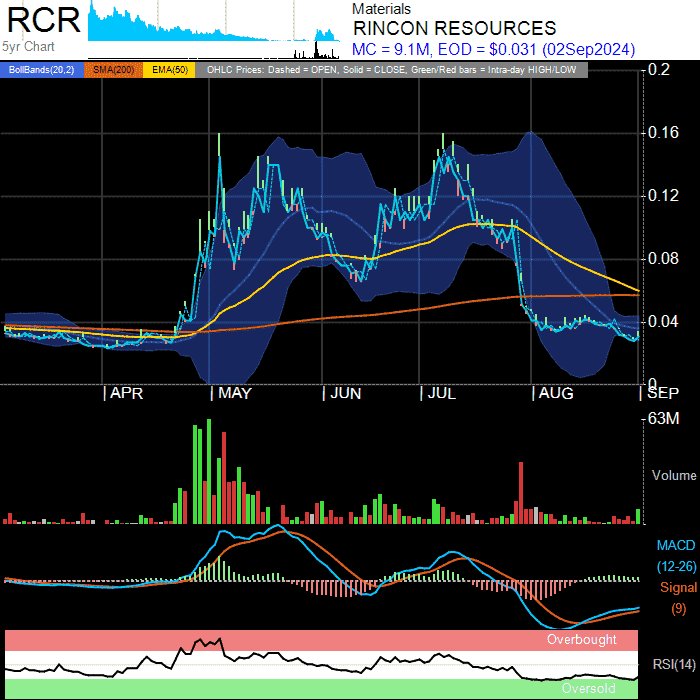 RCR
5yr Chart
Materials
RINCON RESOURCES
MC = 9.1M, EOD = $0.031 (02Sep2024)
BollBands(20,2) SMA(200) EMA(50) OHLC Prices: Dashed = OPEN, Solid = CLOSE, Green/Red bars = Intra-day HIGH/LOW
0.2
0.16
0.12
0.08
0.04
0
APR MAY JUN JUL AUG SEP
63M
Volume
MACD
(12-26)
Signal
(9)
Overbought
RSI(14)
Oversold